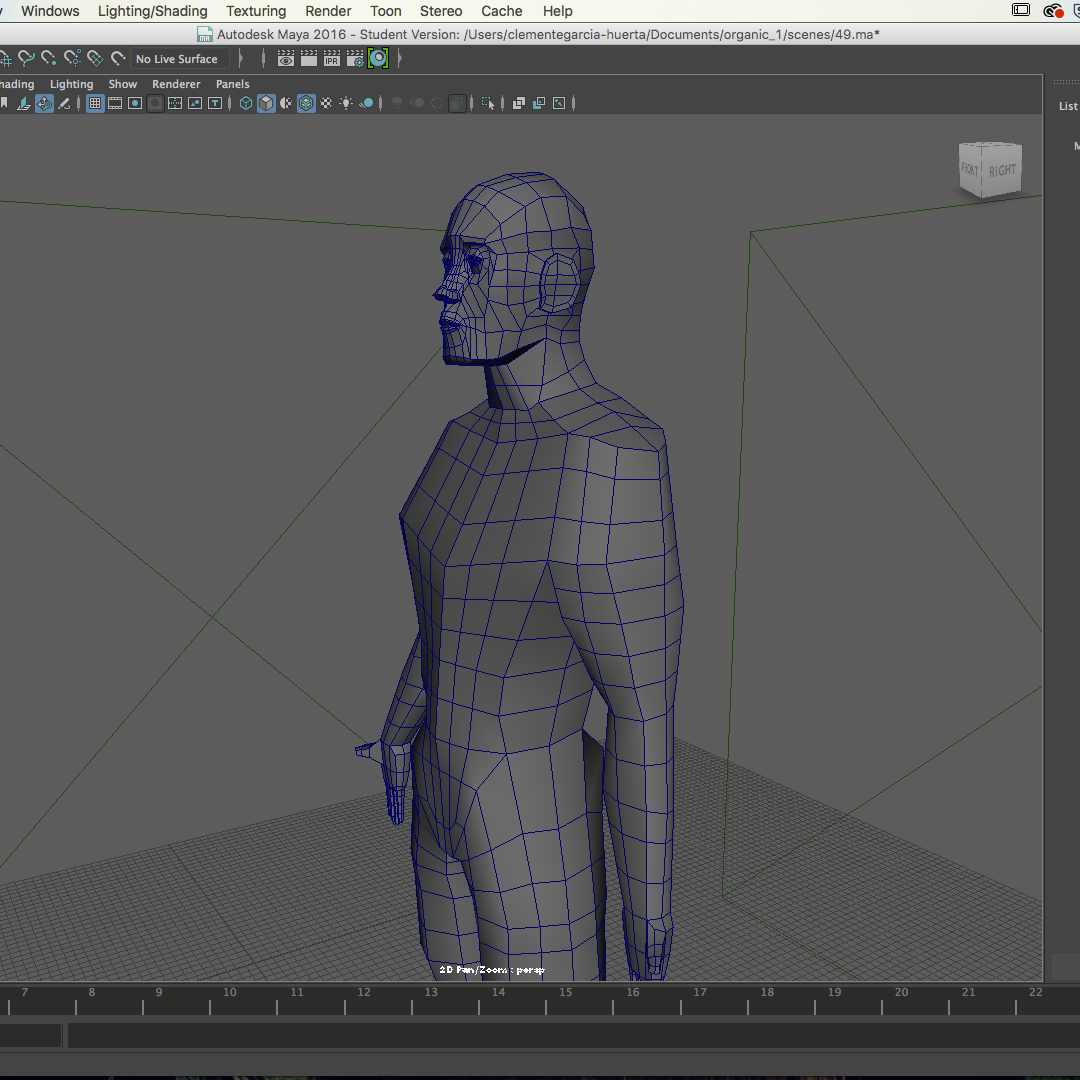 Windows Lighting/Shading Texturing Render Toon Stereo Cache Help
Autodesk Maya 2016 - Student Version: /Users/clementegarcia-huerta/Documents/organic_1/scenes/49.ma*
No Live Surface IPR
hading Lighting Show Renderer Panels
List
M
FRONT RIGHT
2D Pan/Zoom : persp
7 8 9 10 11 12 13 14 15 16 17 18 19 20 21 22